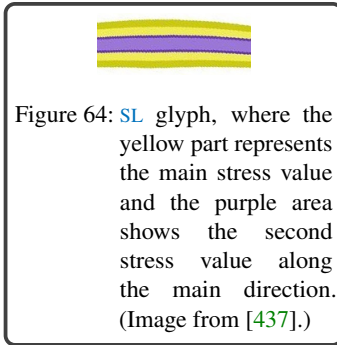 Figure 64: SL glyph, where the
yellow part represents
the main stress value
and the purple area
shows the second
stress value along
the main direction.
(Image from [437].)